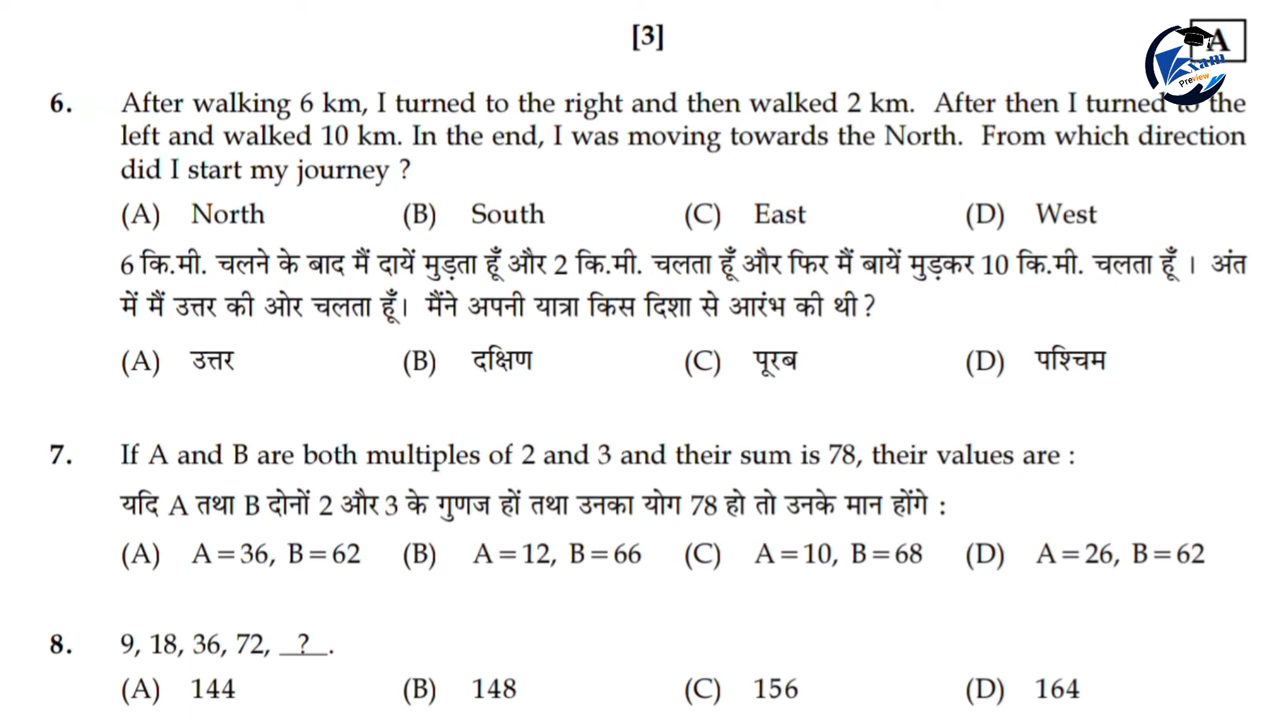 [3]
A
Exam
Preview
6. After walking 6 km, I turned to the right and then walked 2 km. After then I turned to the
left and walked 10 km. In the end, I was moving towards the North. From which direction
did I start my journey ?
(A) North (B) South (C) East (D) West
6 कि.मी. चलने के बाद मैं दायें मुड़ता हूँ और 2 कि.मी. चलता हूँ और फिर मैं बायें मुड़कर 10 कि.मी. चलता हूँ । अंत
में मैं उत्तर की ओर चलता हूँ। मैंने अपनी यात्रा किस दिशा से आरंभ की थी ?
(A) उत्तर (B) दक्षिण (C) पूरब (D) पश्चिम
7. If A and B are both multiples of 2 and 3 and their sum is 78, their values are :
यदि A तथा B दोनों 2 और 3 के गुणज हों तथा उनका योग 78 हो तो उनके मान होंगे :
(A) A=36, B=62 (B) A=12, B=66 (C) A=10, B=68 (D) A=26, B=62
8. 9, 18, 36, 72, __?__.
(A) 144 (B) 148 (C) 156 (D) 164